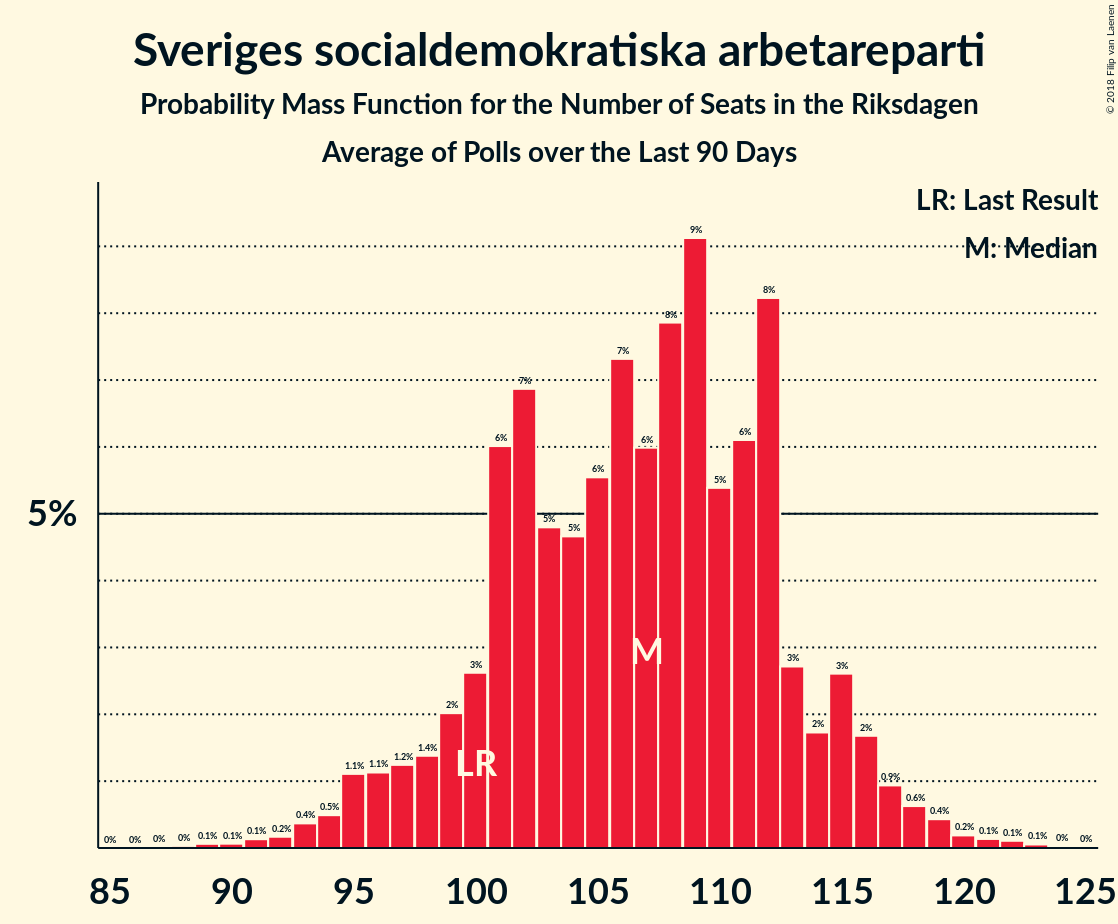 Sveriges socialdemokratiska arbetareparti
Probability Mass Function for the Number of Seats in the Riksdagen
Average of Polls over the Last 90 Days
© 2018 Filip van Laenen
LR: Last Result
M: Median
5%
0% 0% 0% 0% 0.1% 0.1% 0.1% 0.2% 0.4% 0.5% 1.1% 1.1% 1.2% 1.4% 2% 3% 6% 7% 5% 5% 6% 7% 6% 8% 9% 5% 6% 8% 3% 2% 3% 2% 0.9% 0.6% 0.4% 0.2% 0.1% 0.1% 0.1% 0% 0%
M
LR
85 90 95 100 105 110 115 120 125